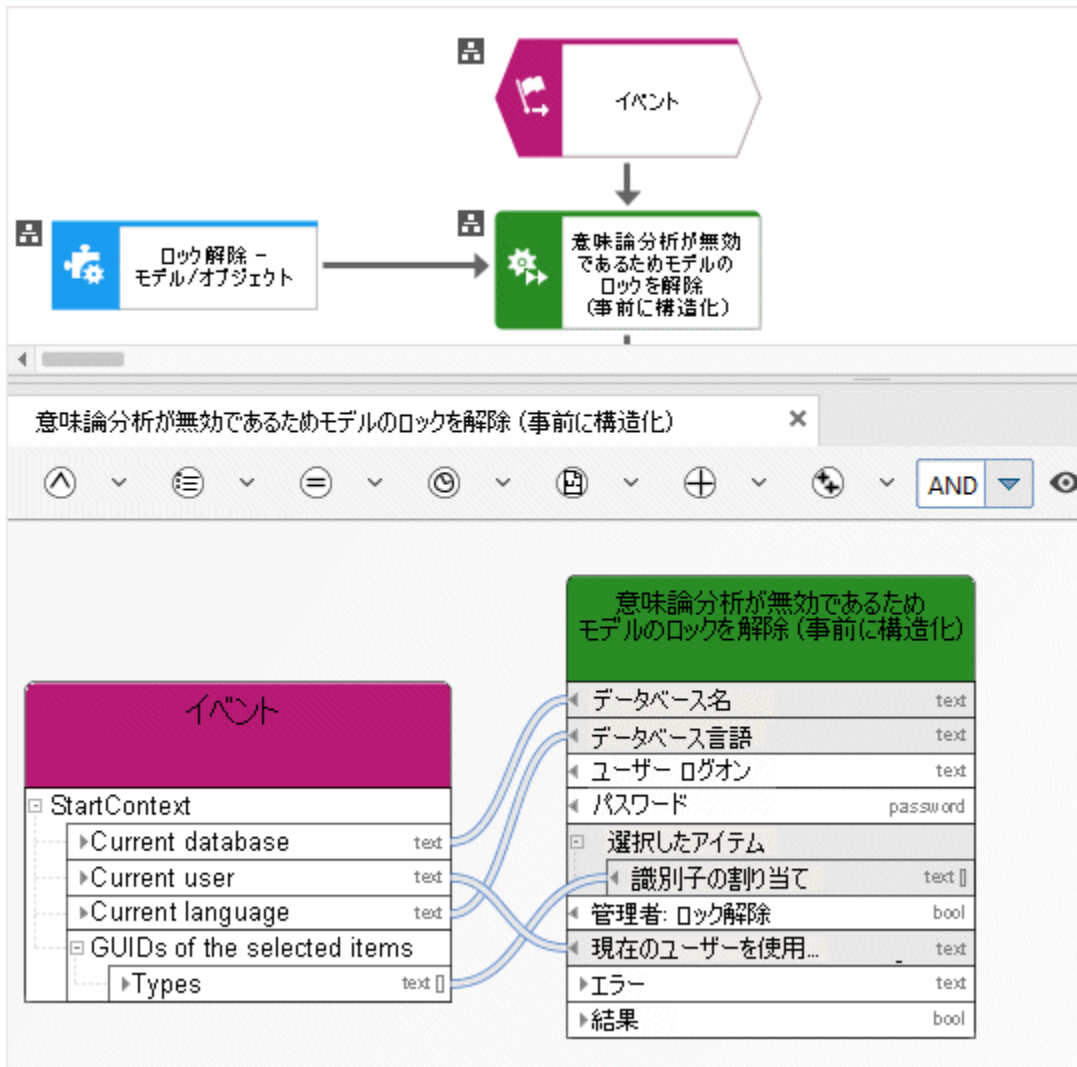 イベント
ロック解除 –
モデル/オブジェクト
意味論分析が無効
であるためモデルの
ロックを解除
(事前に構造化)
意味論分析が無効であるためモデルのロックを解除 (事前に構造化)
AND
意味論分析が無効であるため
モデルのロックを解除 (事前に構造化)
イベント
StartContext
Current database text
Current user text
Current language text
GUIDs of the selected items
Types text []
データベース名 text
データベース言語 text
ユーザー ログオン text
パスワード password
選択したアイテム
識別子の割り当て text []
管理者: ロック解除 bool
現在のユーザーを使用... text
エラー text
結果 bool